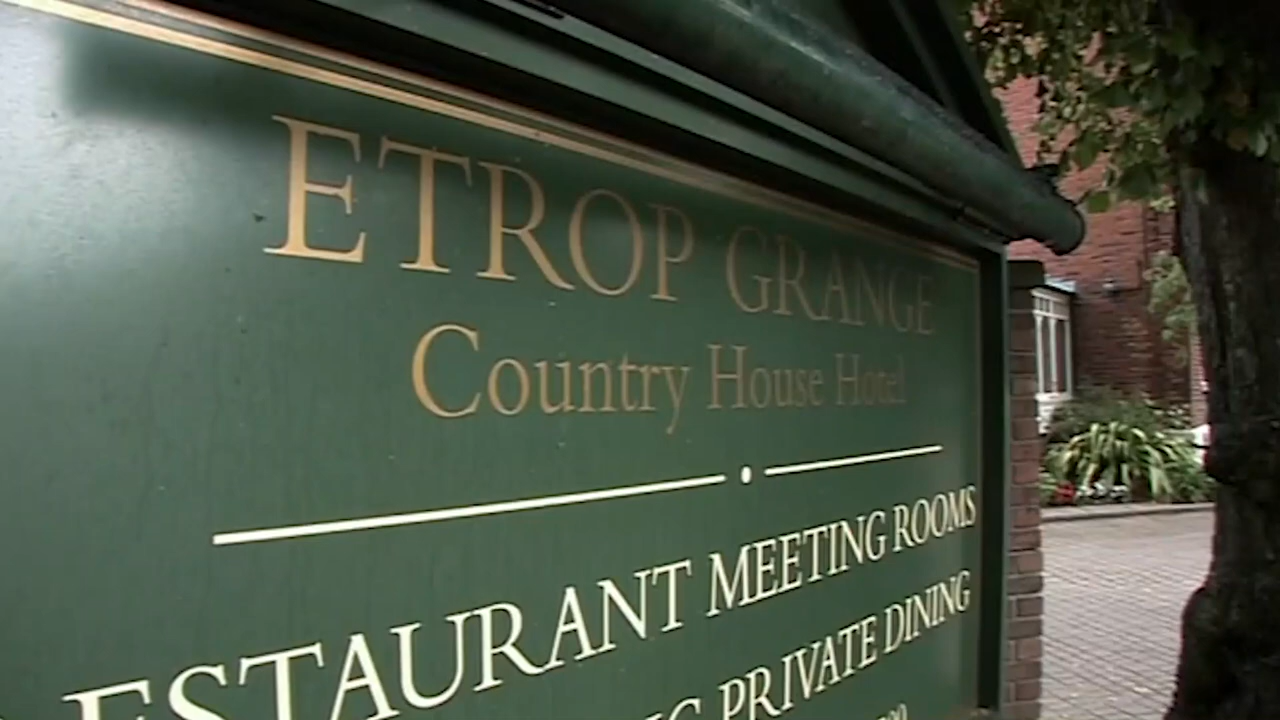 ETROP GRANGE
Country House Hotel
RESTAURANT MEETING ROOMS
PRIVATE DINING